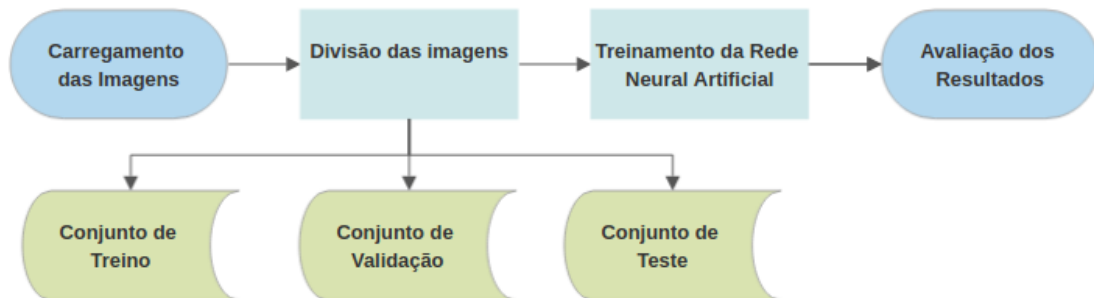 Carregamento
das Imagens
Divisão das imagens
Treinamento da Rede
Neural Artificial
Avaliação dos
Resultados
Conjunto de
Treino
Conjunto de
Validação
Conjunto de
Teste